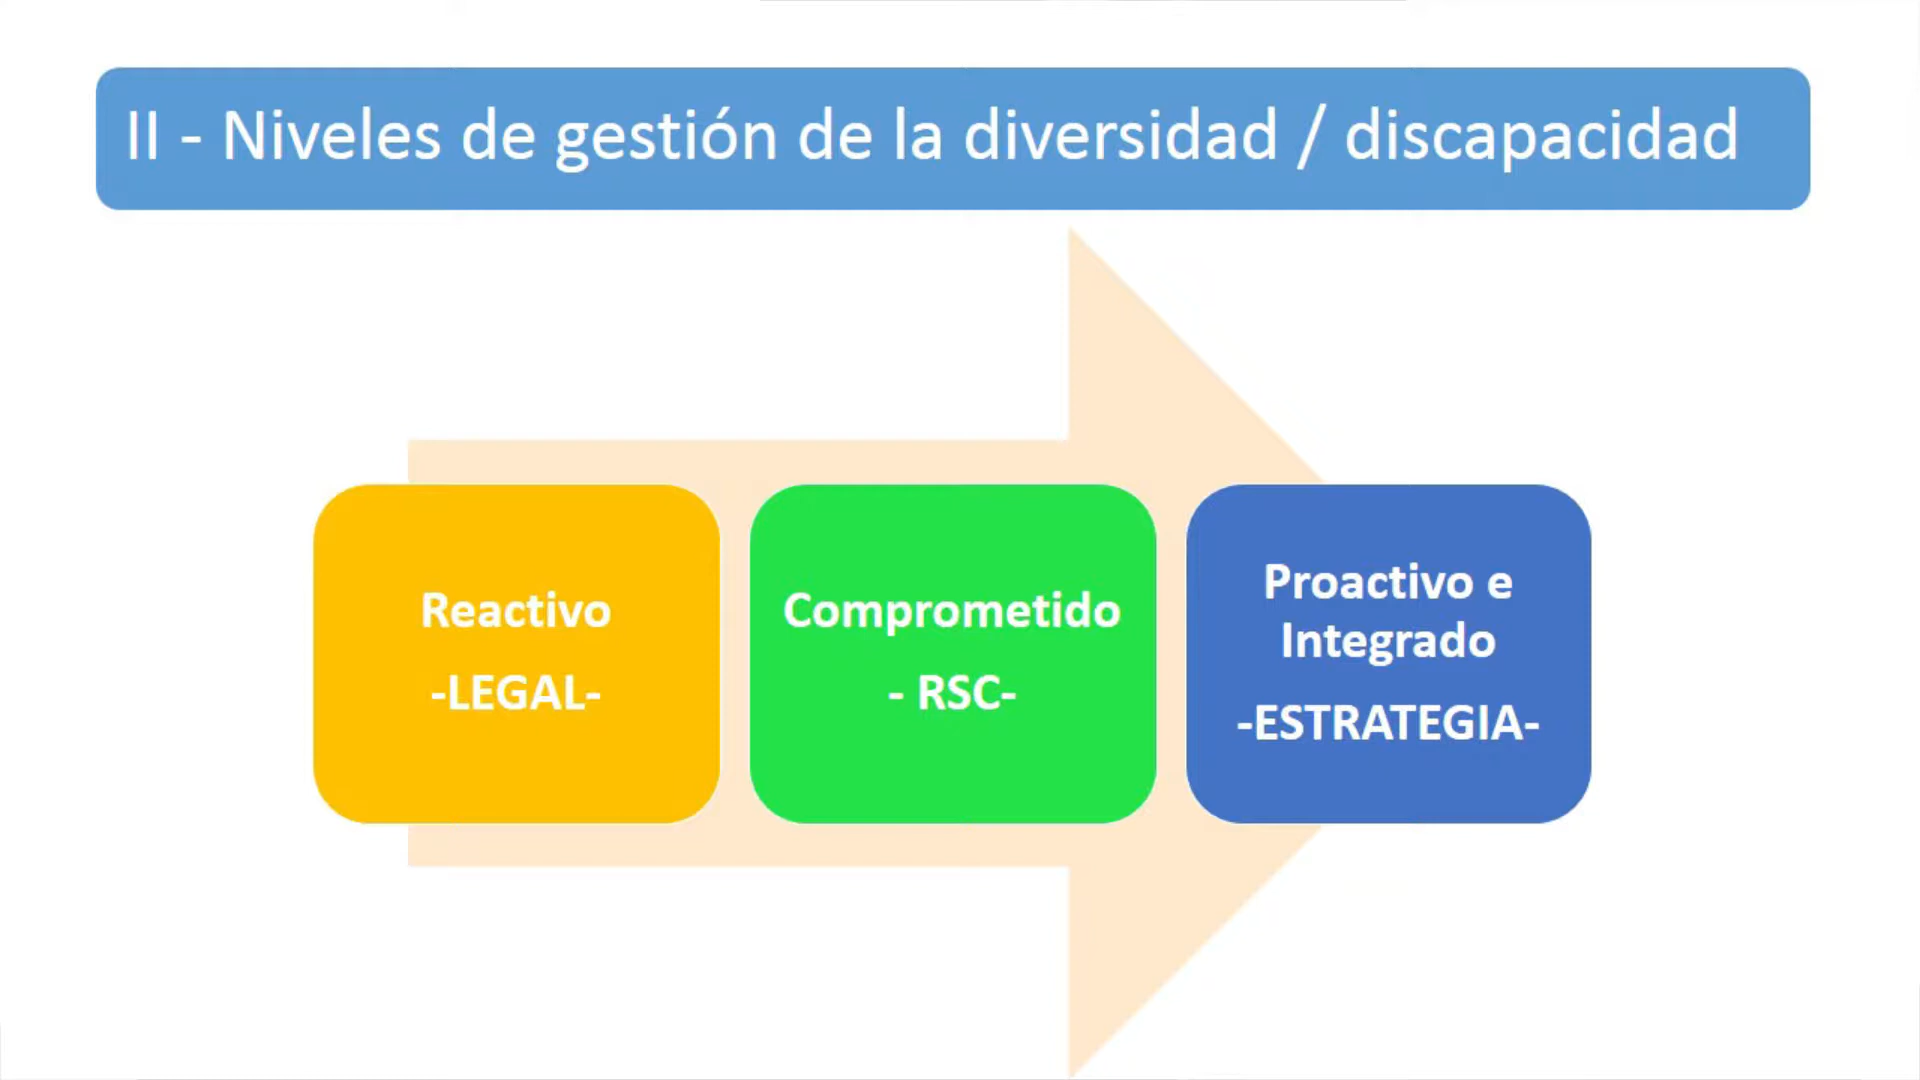 II - Niveles de gestión de la diversidad / discapacidad
Reactivo
-LEGAL-
Comprometido
- RSC-
Proactivo e
Integrado
-ESTRATEGIA-